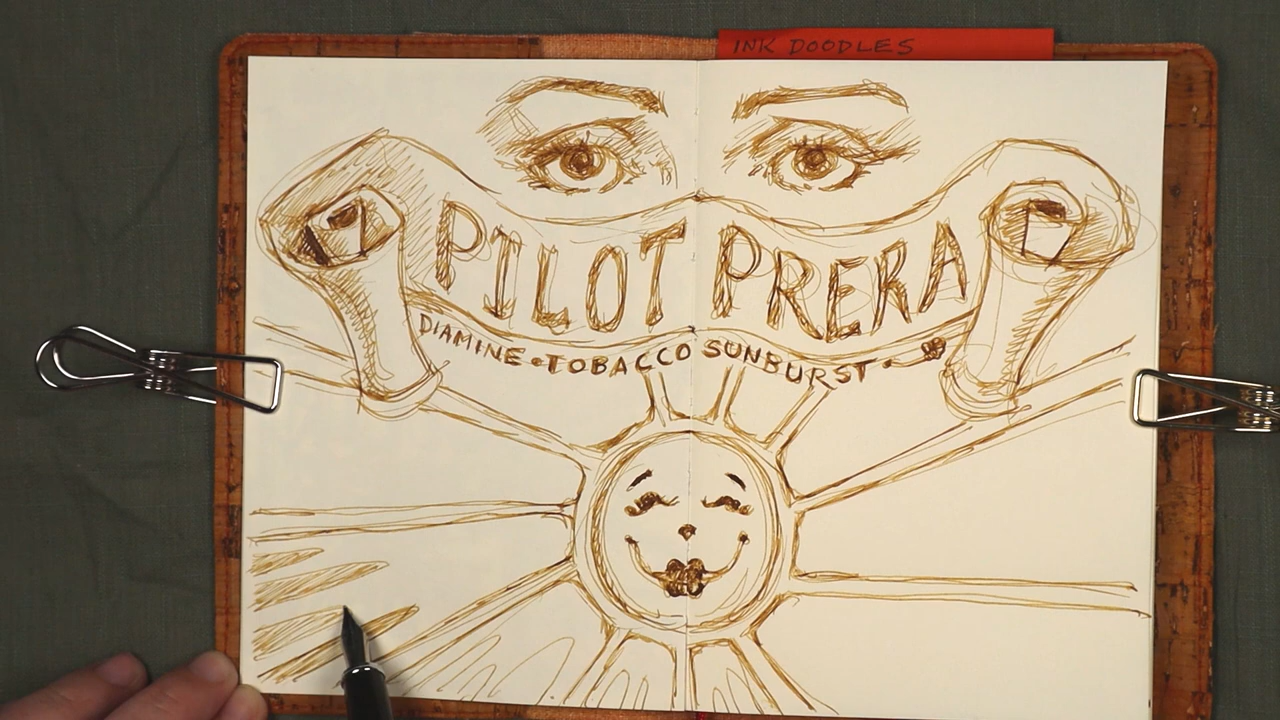 INK DOODLES
PILOT PRERA
DIAMINE • TOBACCO SUNBURST •